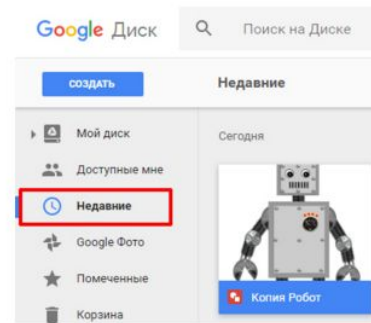 Google Диск
Поиск на Диске
СОЗДАТЬ
Недавние
Мой диск
Сегодня
Доступные мне
Недавние
Google Фото
Помеченные
Корзина
Копия Робот